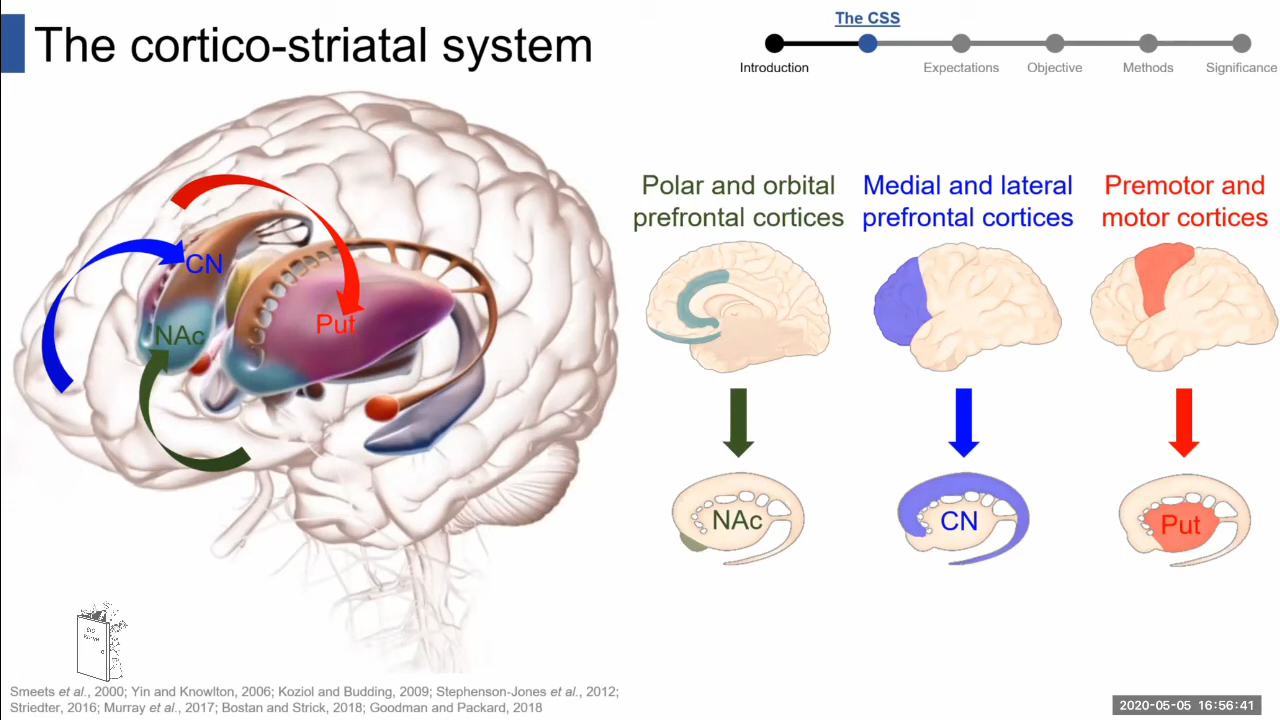 The cortico-striatal system
The CSS
Introduction
Expectations
Objective
Methods
Significance
CN
NAc
Put
Polar and orbital
prefrontal cortices
Medial and lateral
prefrontal cortices
Premotor and
motor cortices
NAc
CN
Put
Smeets et al., 2000; Yin and Knowlton, 2006; Koziol and Budding, 2009; Stephenson-Jones et al., 2012;
Striedter, 2016; Murray et al., 2017; Bostan and Strick, 2018; Goodman and Packard, 2018
2020-05-05 16:56:41